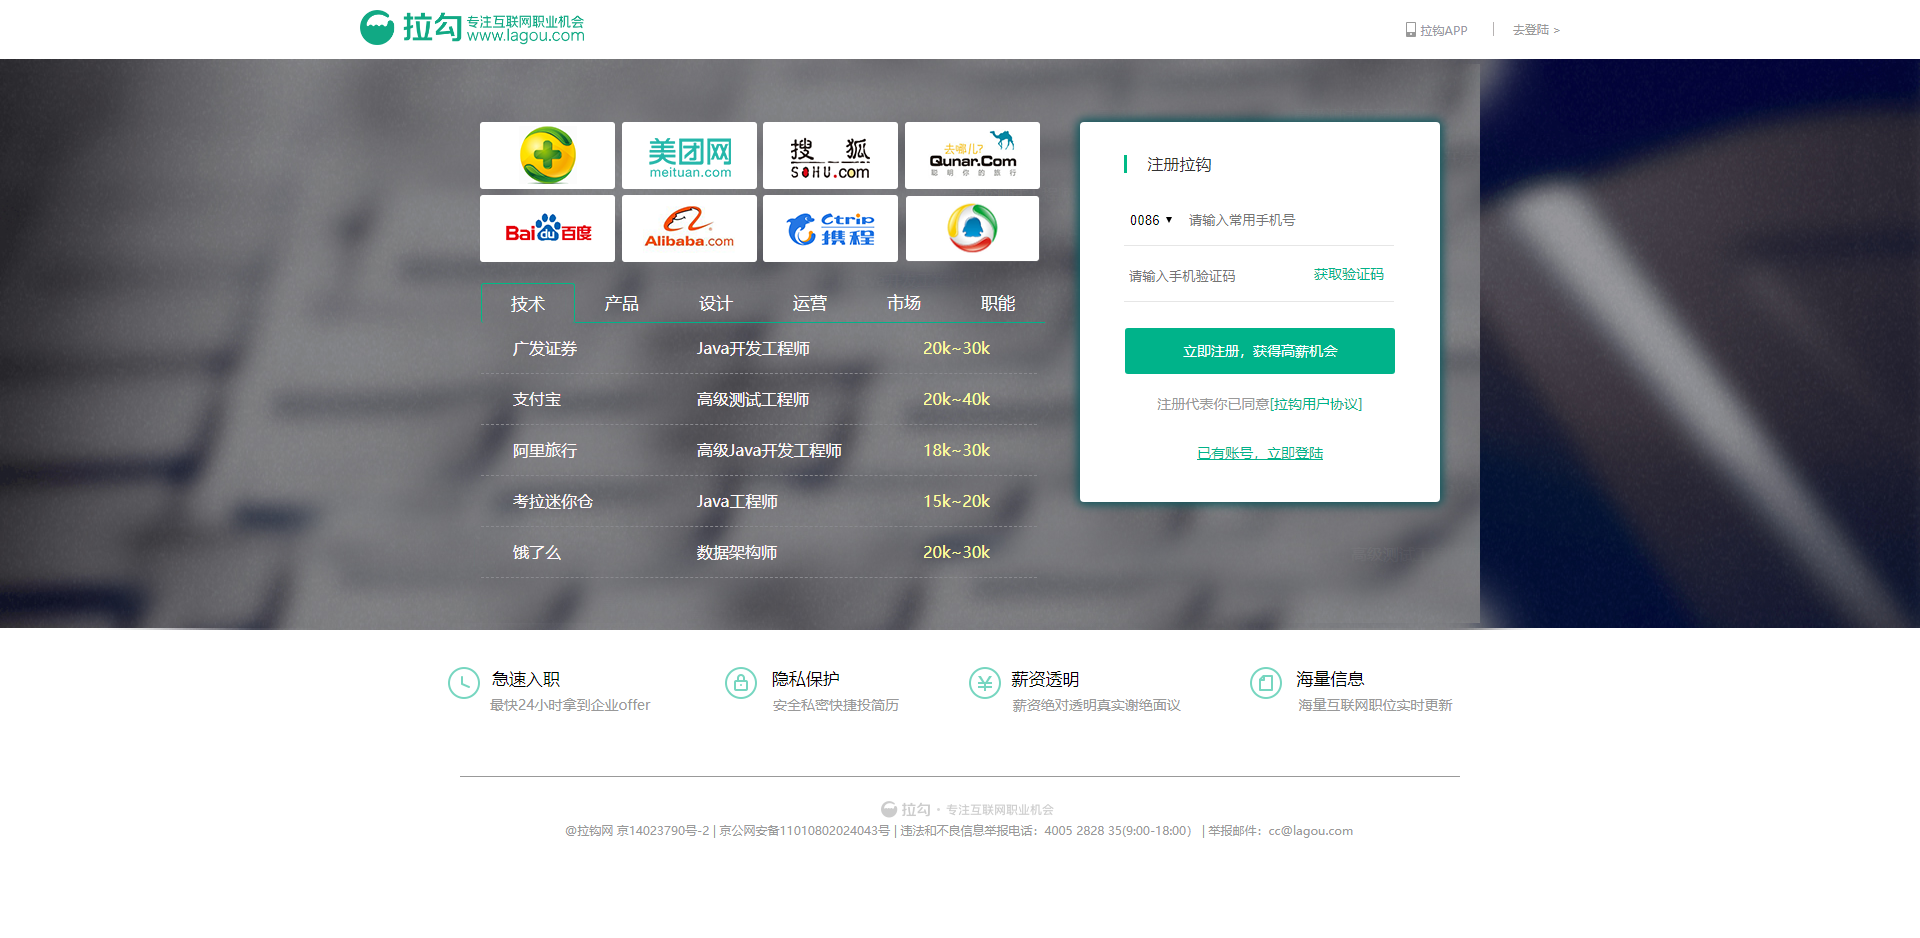 拉勾 专注互联网职业机会
www.lagou.com
拉钩APP
去登陆 >
美团网
meituan.com
搜狐
SOHU.com
去哪儿?
Qunar.Com
聪明你的旅行
Bai du 百度
Alibaba.com
Ctrip
携程
技术 产品 设计 运营 市场 职能
广发证券 Java开发工程师 20k~30k
支付宝 高级测试工程师 20k~40k
阿里旅行 高级Java开发工程师 18k~30k
考拉迷你仓 Java工程师 15k~20k
饿了么 数据架构师 20k~30k
注册拉钩
0086 ▼ 请输入常用手机号
请输入手机验证码 获取验证码
立即注册，获得高薪机会
注册代表你已同意[拉钩用户协议]
已有账号，立即登陆
急速入职
最快24小时拿到企业offer
隐私保护
安全私密快捷投简历
薪资透明
薪资绝对透明真实谢绝面议
海量信息
海量互联网职位实时更新
拉勾 · 专注互联网职业机会
@拉钩网 京14023790号-2 | 京公网安备11010802024043号 | 违法和不良信息举报电话：4005 2828 35(9:00-18:00） | 举报邮件：cc@lagou.com